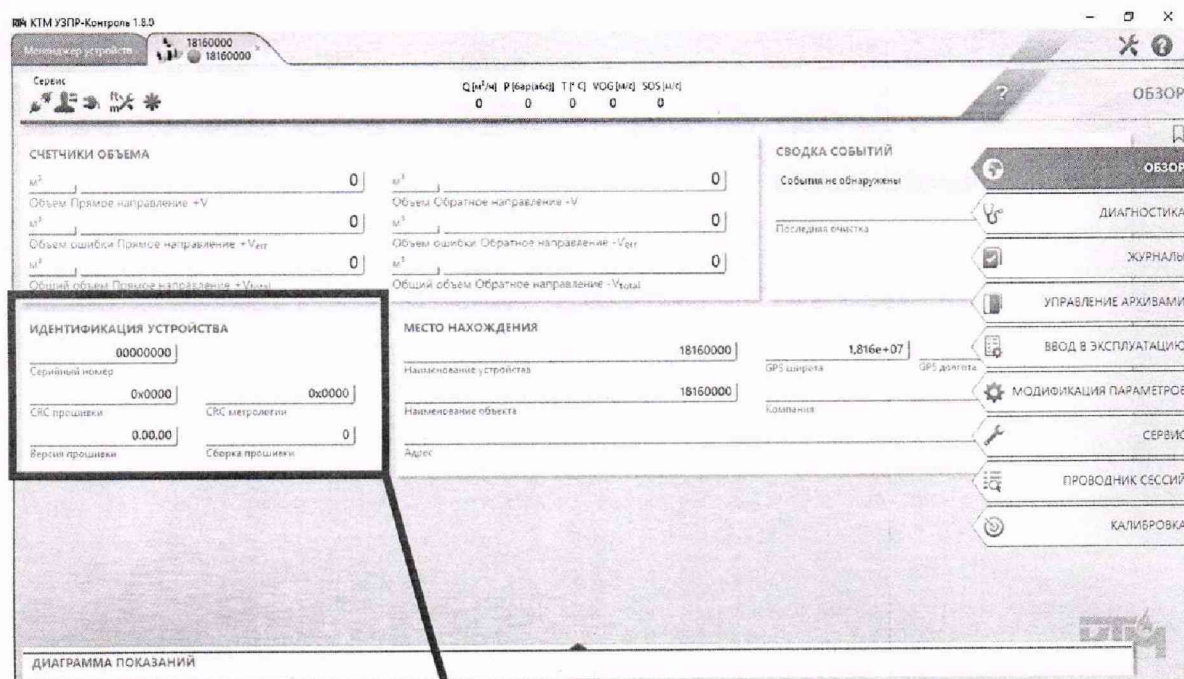 КТМ УЗПР-Контроль 1.8.0
Менеджер устройств
18160000
18160000
Сервис
Q [м³/ч] P [бар(абс)] T [° C] VOG [м/с] SOS [м/с]
0 0 0 0 0
ОБЗОР
СЧЕТЧИКИ ОБЪЕМА
м³ 0
Объем Прямое направление +V
м³ 0
Объем ошибки Прямое направление +Verr
м³ 0
Общий объем Прямое направление +Vtotal
м³ 0
Объем Обратное направление -V
м³ 0
Объем ошибки Обратное направление -Verr
м³ 0
Общий объем Обратное направление -Vtotal
СВОДКА СОБЫТИЙ
События не обнаружены
Последняя очистка
ОБЗОР
ДИАГНОСТИКА
ЖУРНАЛЫ
УПРАВЛЕНИЕ АРХИВАМИ
ВВОД В ЭКСПЛУАТАЦИЮ
МОДИФИКАЦИЯ ПАРАМЕТРОВ
СЕРВИС
ПРОВОДНИК СЕССИЙ
КАЛИБРОВКА
ИДЕНТИФИКАЦИЯ УСТРОЙСТВА
00000000
Серийный номер
0x0000 0x0000
CRC прошивки CRC метрологии
0.00.00 0
Версия прошивки Сборка прошивки
МЕСТО НАХОЖДЕНИЯ
18160000
Наименование устройства
18160000
Наименование объекта
Адрес
1,816e+07
GPS широта GPS долгота
Компания
ДИАГРАММА ПОКАЗАНИЙ